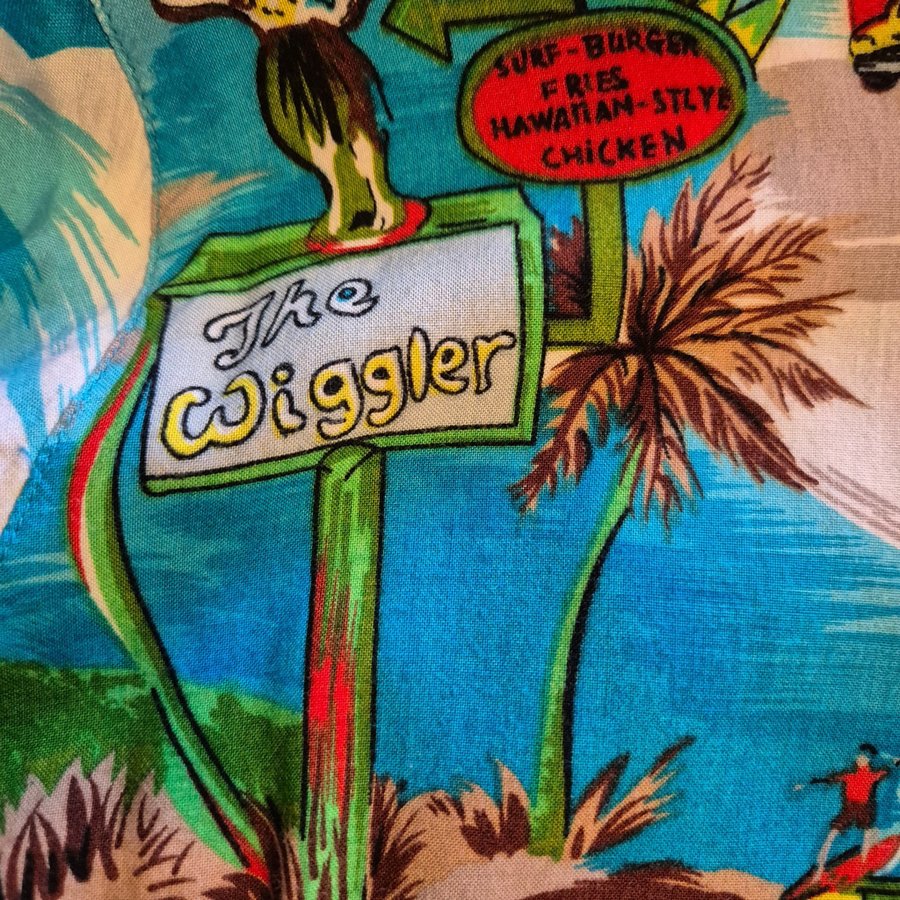 SURF-BURGER
FRIES
HAWAIIAN-STLYE
CHICKEN
The
Wiggler